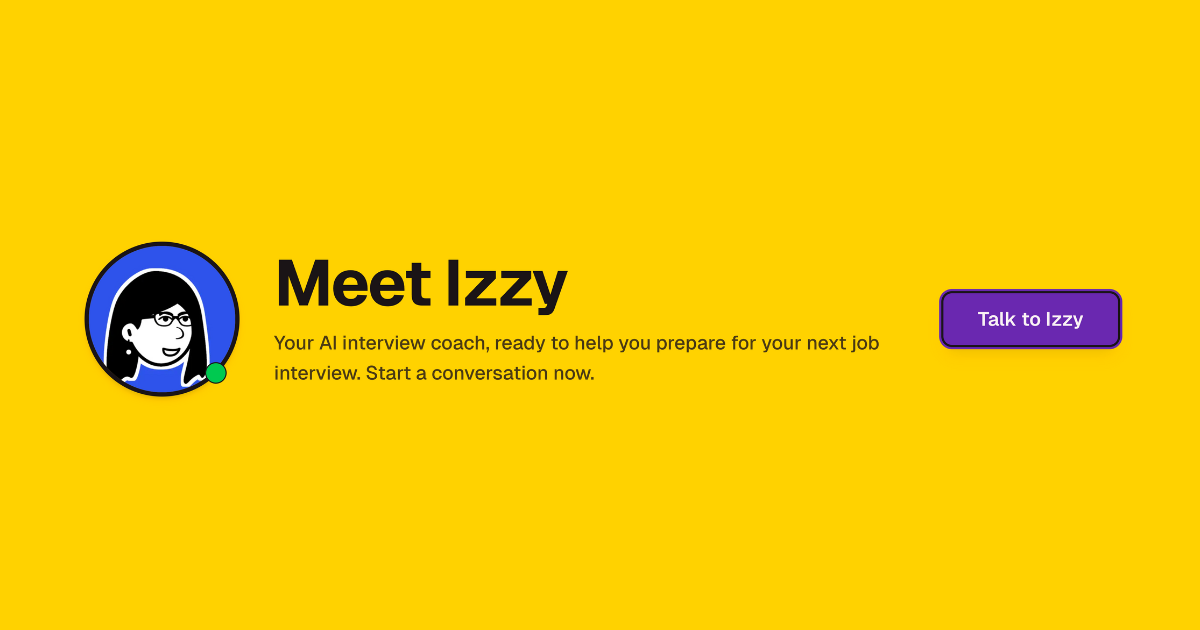 Meet Izzy
Your AI interview coach, ready to help you prepare for your next job
interview. Start a conversation now.
Talk to Izzy